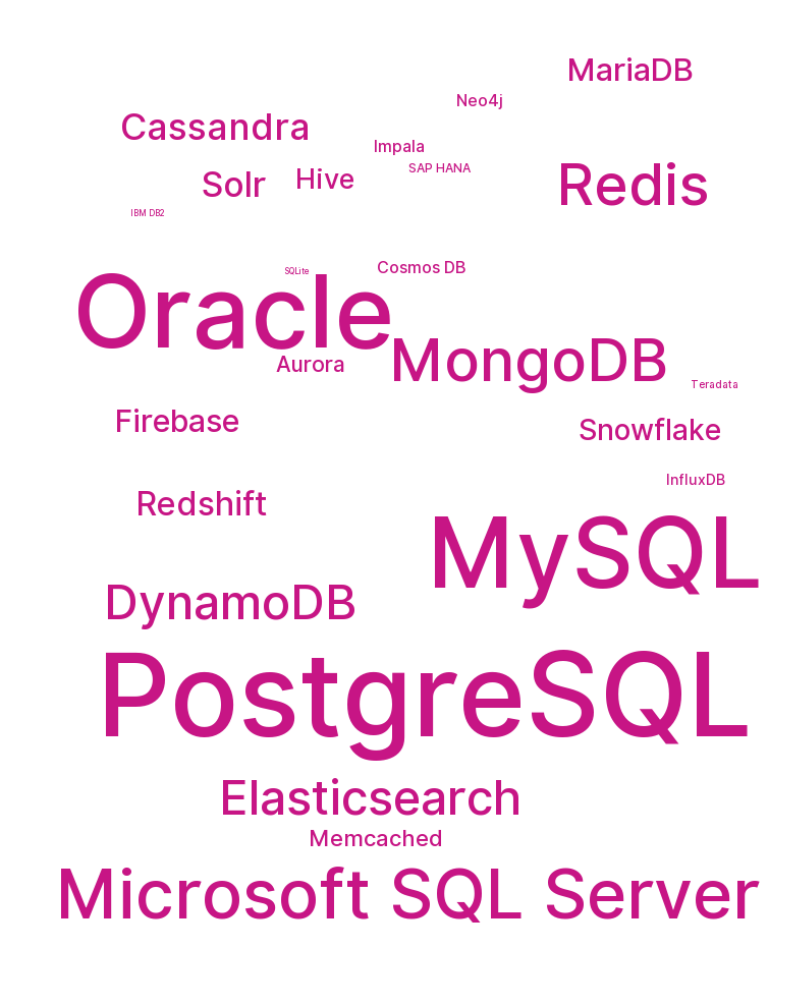 MariaDB
Neo4j
Cassandra
Impala
SAP HANA
Solr
Hive
Redis
IBM DB2
SQLite
Cosmos DB
Oracle
MongoDB
Aurora
Teradata
Firebase
Snowflake
InfluxDB
Redshift
MySQL
DynamoDB
PostgreSQL
Elasticsearch
Memcached
Microsoft SQL Server